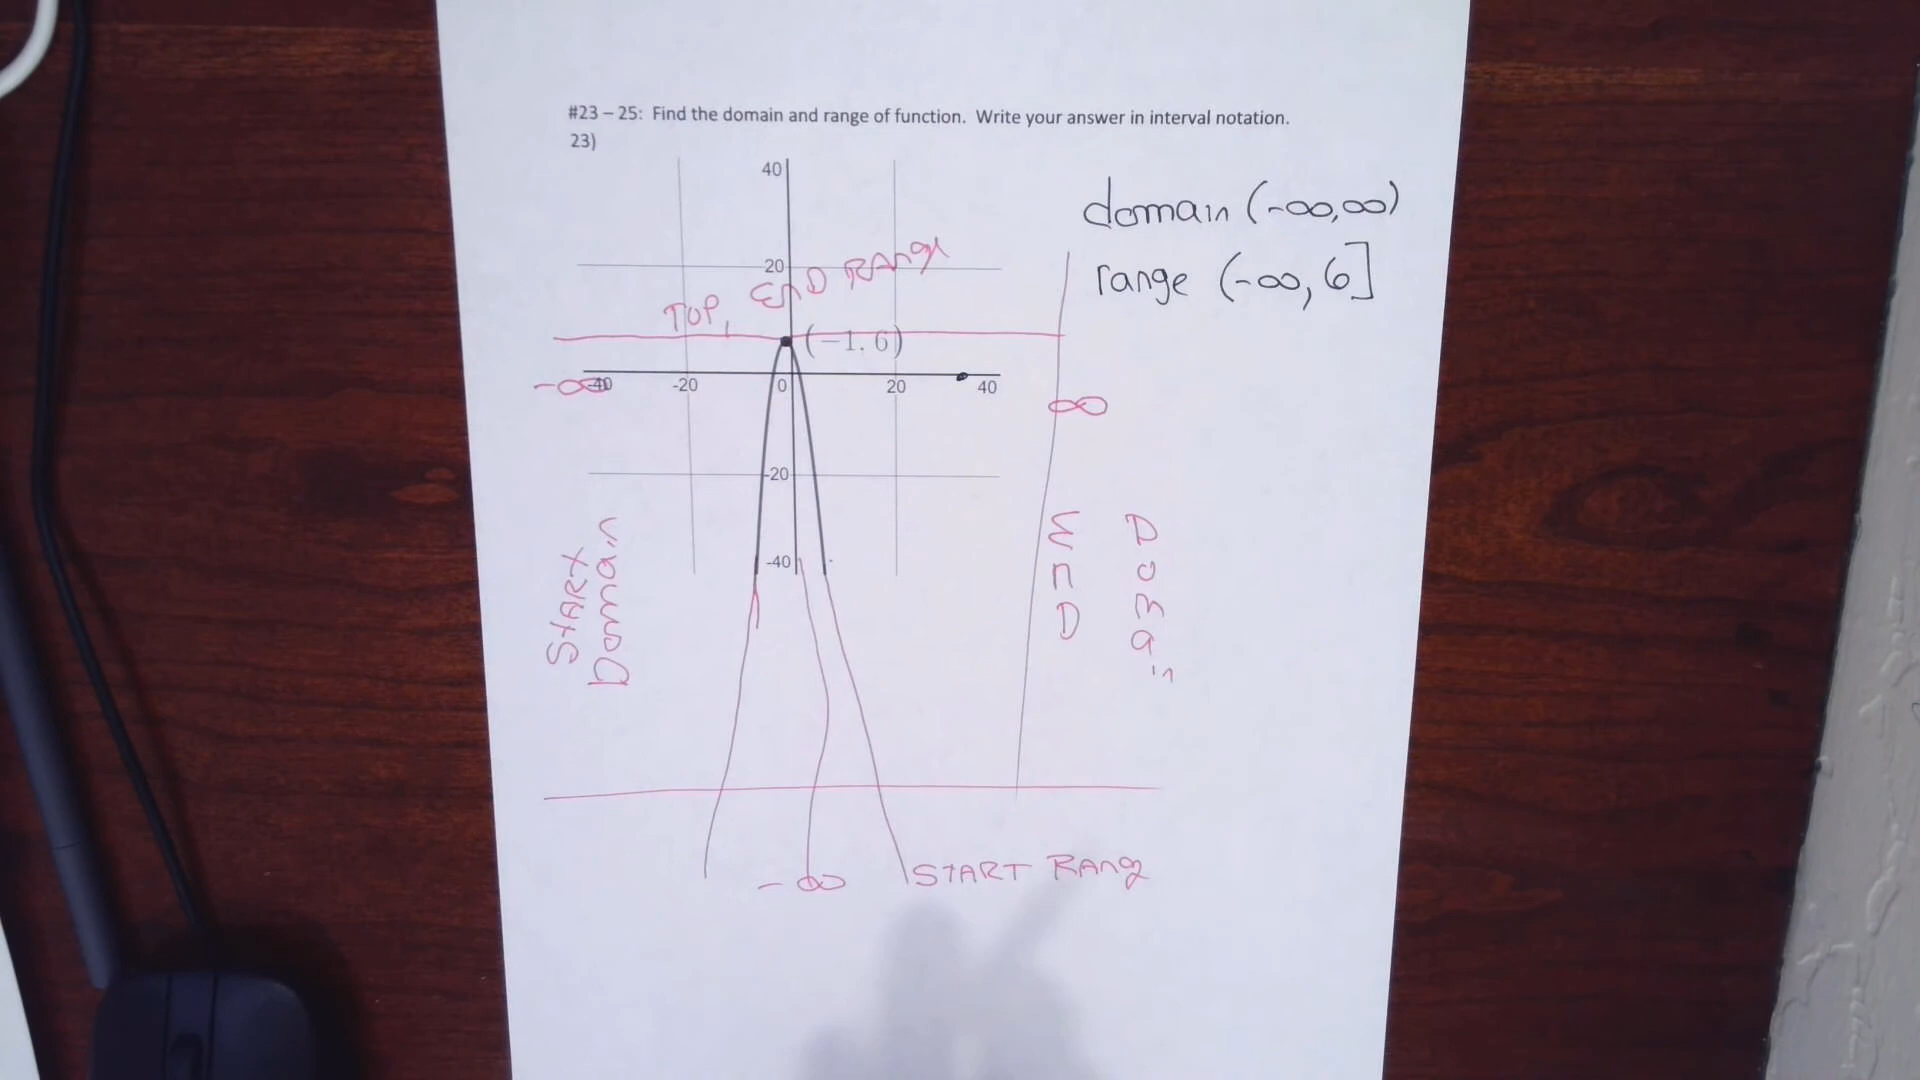 #23 – 25: Find the domain and range of function. Write your answer in interval notation.
23)
40
domain (-∞,∞)
range (-∞, 6]
20
TOP, END RAngE
(−1, 6)
-∞
-40
-20
0
20
40
∞
-20
-40
START
Domain
END
Domain
-∞
START RAng